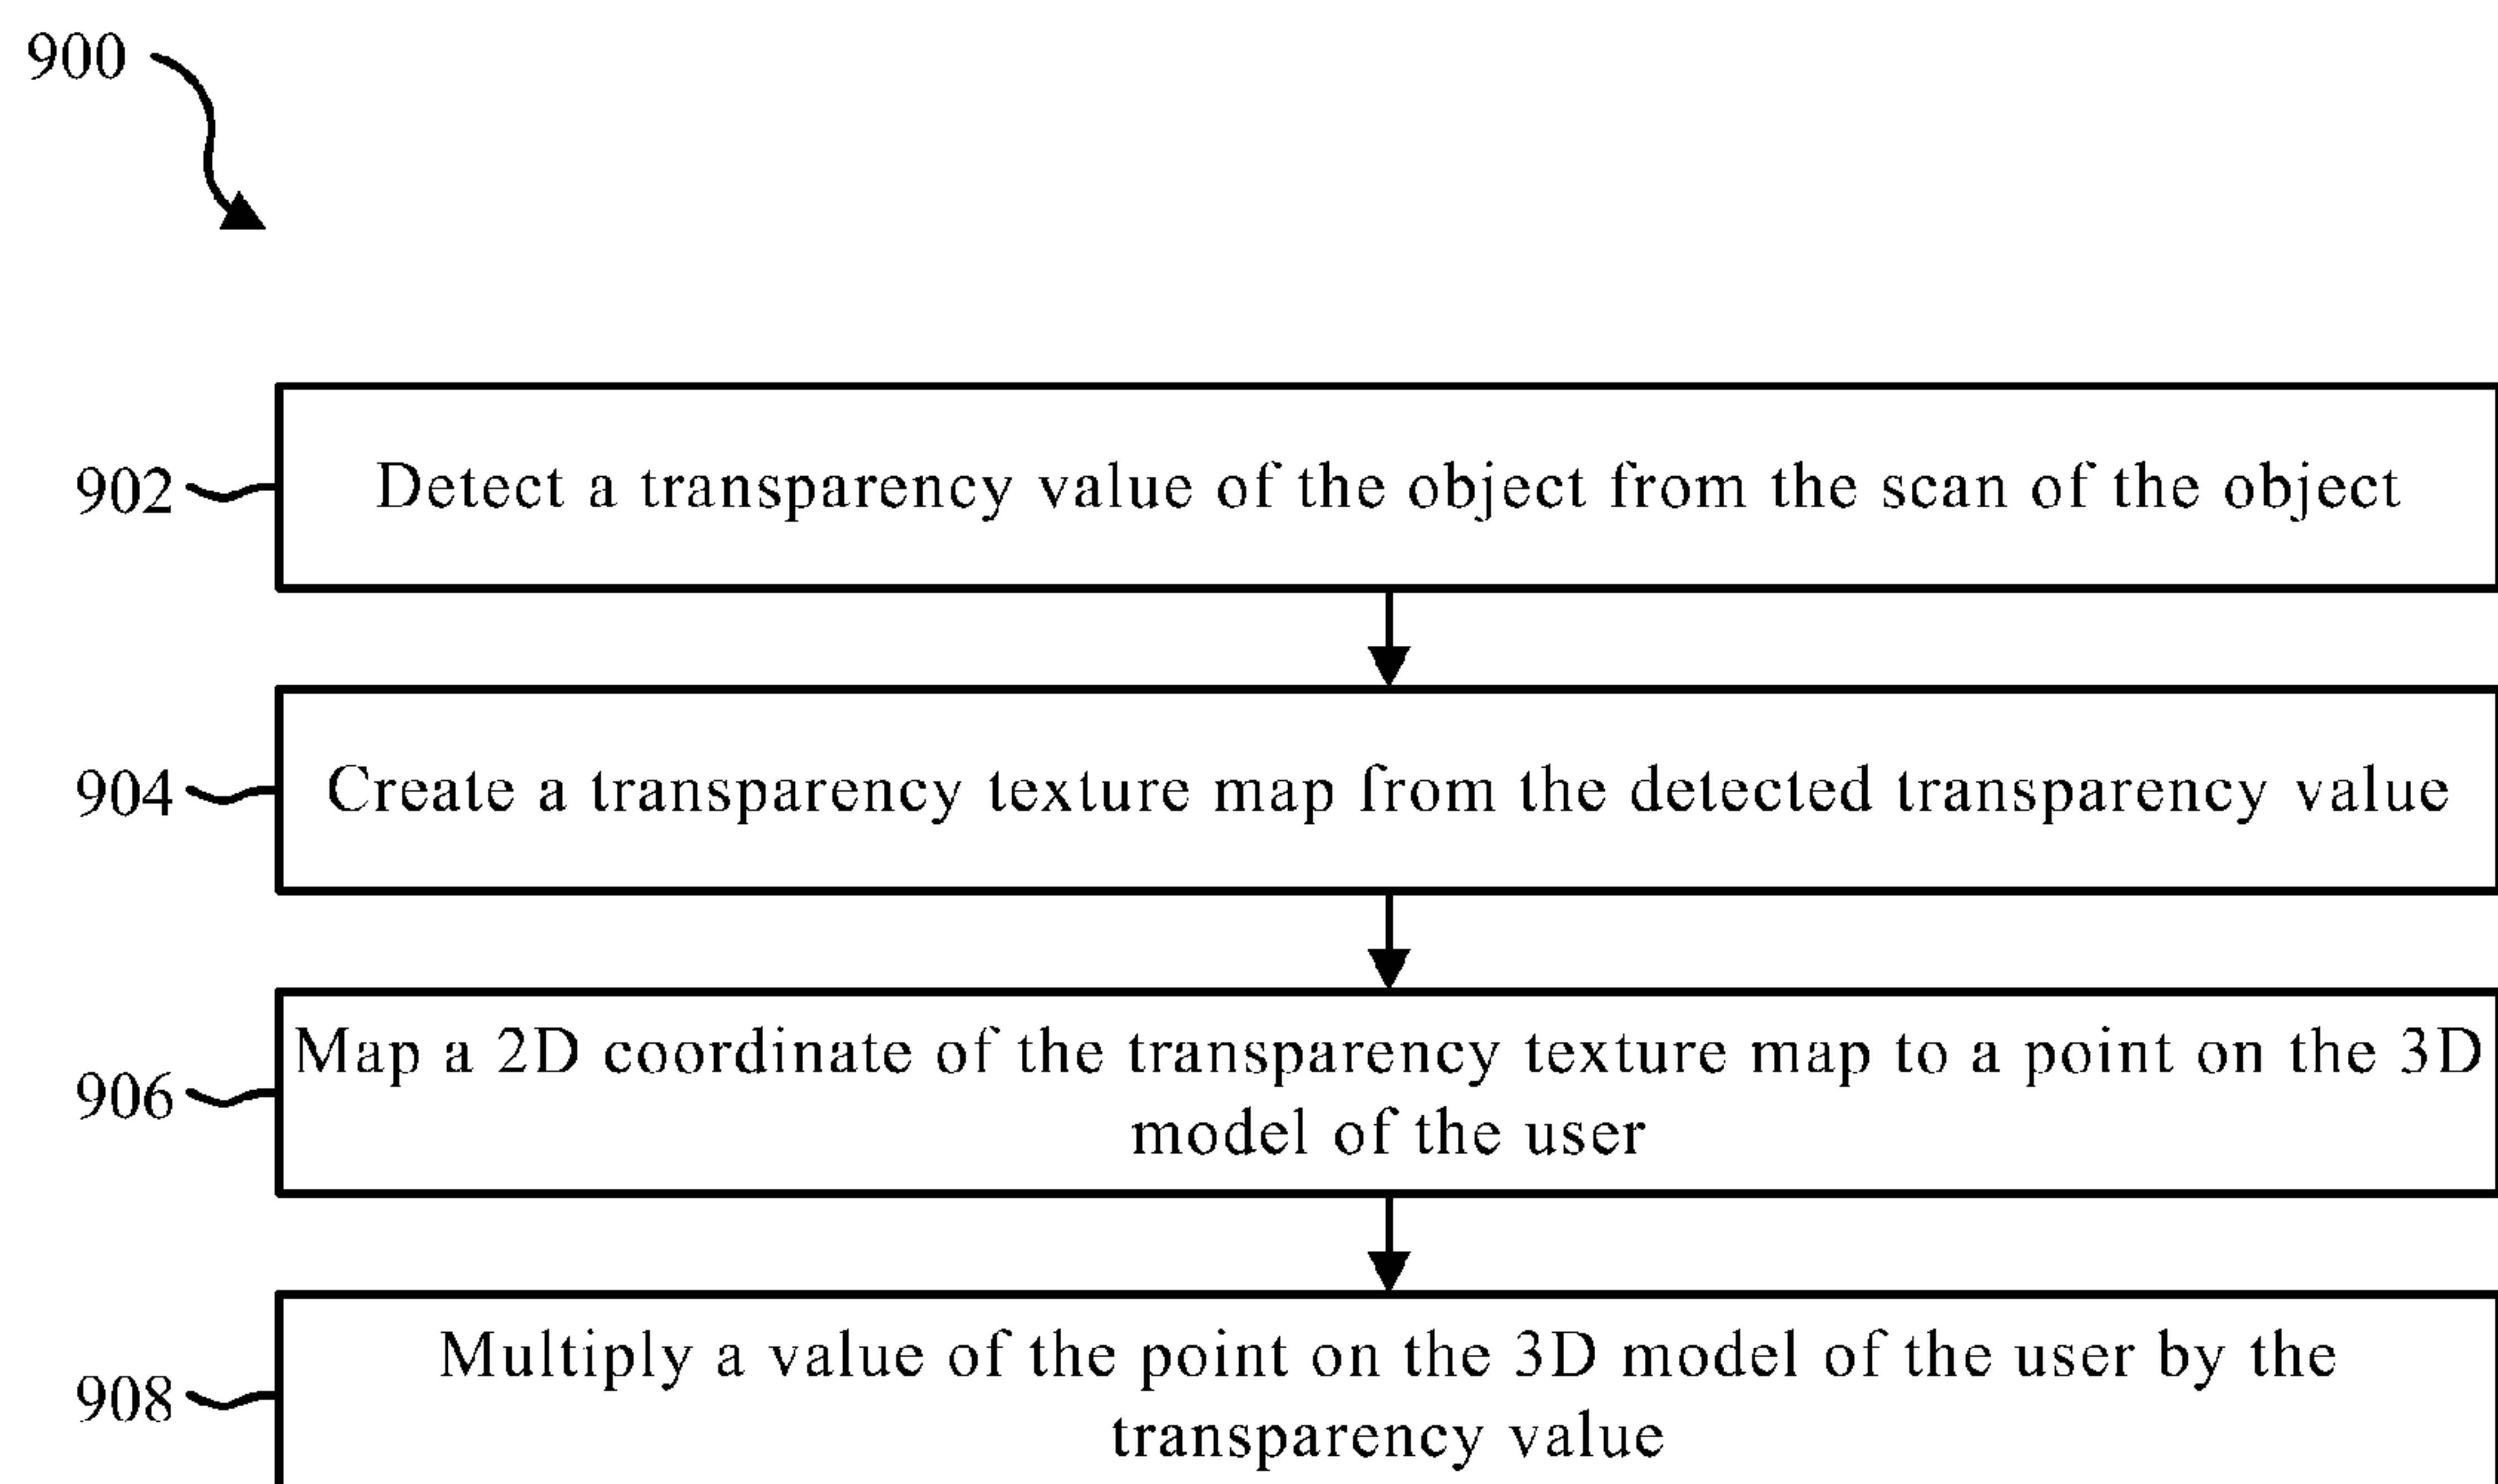 900
902
Detect a transparency value of the object from the scan of the object
904
Create a transparency texture map from the detected transparency value
906
Map a 2D coordinate of the transparency texture map to a point on the 3D
model of the user
908
Multiply a value of the point on the 3D model of the user by the
transparency value